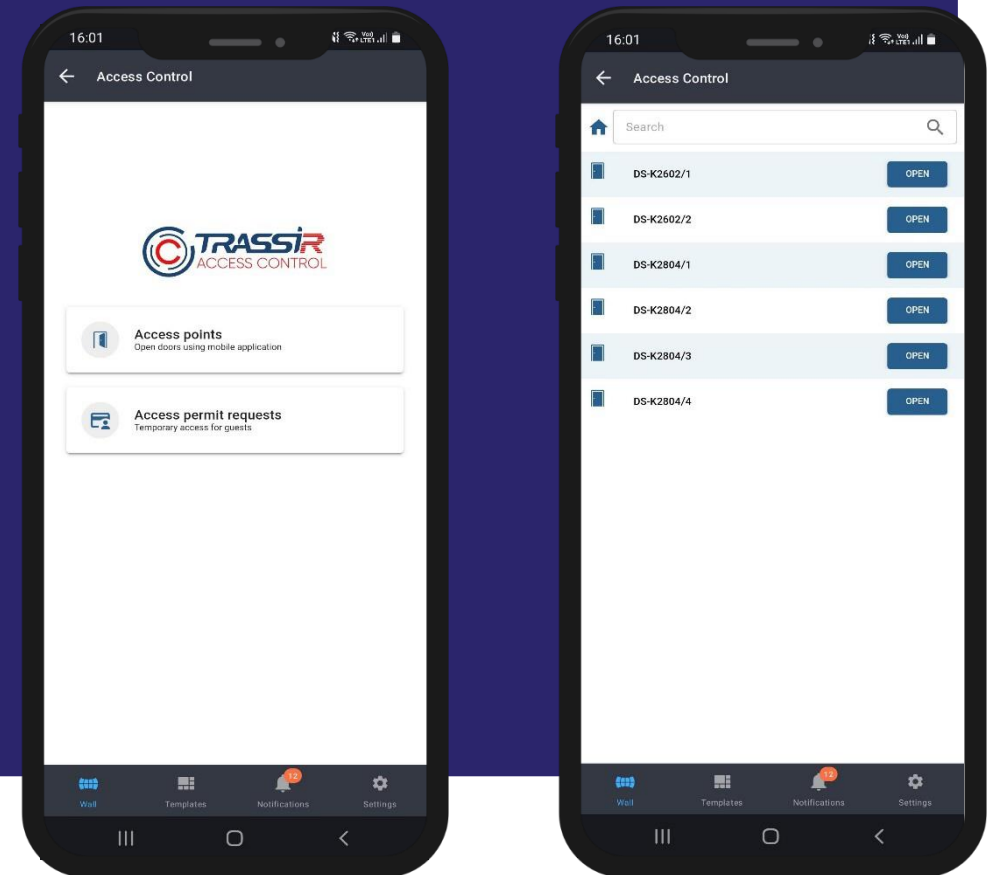 16:01
Access Control
TRASSIR
ACCESS CONTROL
Access points
Open doors using mobile application
Access permit requests
Temporary access for guests
12
Wall
Templates
Notifications
Settings
16:01
Access Control
Search
DS-K2602/1
OPEN
DS-K2602/2
OPEN
DS-K2804/1
OPEN
DS-K2804/2
OPEN
DS-K2804/3
OPEN
DS-K2804/4
OPEN
12
Wall
Templates
Notifications
Settings